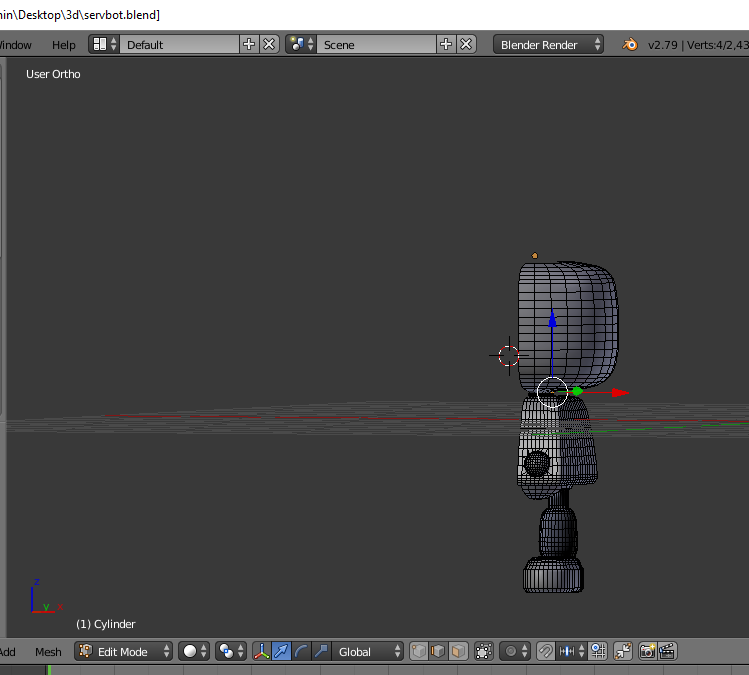 nin\Desktop\3d\servbot.blend]
Window Help Default Scene Blender Render v2.79 | Verts:4/2,43
User Ortho
z
y x
(1) Cylinder
Add Mesh Edit Mode Global